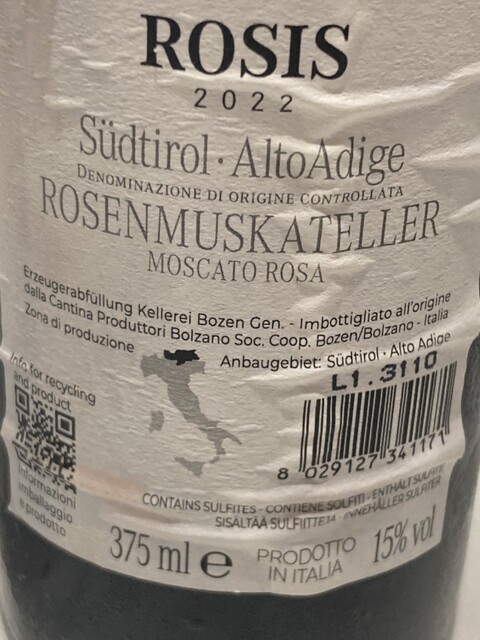 ROSIS
2022
Südtirol · AltoAdige
DENOMINAZIONE DI ORIGINE CONTROLLATA
ROSENMUSKATELLER
MOSCATO ROSA
Erzeugerabfüllung Kellerei Bozen Gen. - Imbottigliato all'origine
dalla Cantina Produttori Bolzano Soc. Coop. Bozen/Bolzano - Italia
Zona di produzione
Anbaugebiet: Südtirol · Alto Adige
L1.3110
Info for recycling
and product
8 029127 341171
Informazioni
imballaggio
e prodotto
CONTAINS SULFITES - CONTIENE SOLFITI - ENTHÄLT SULFITE
SISÄLTÄÄ SULFIITTEJA - INNEHÅLLER SULFITER
375 ml e
PRODOTTO
IN ITALIA
15% vol